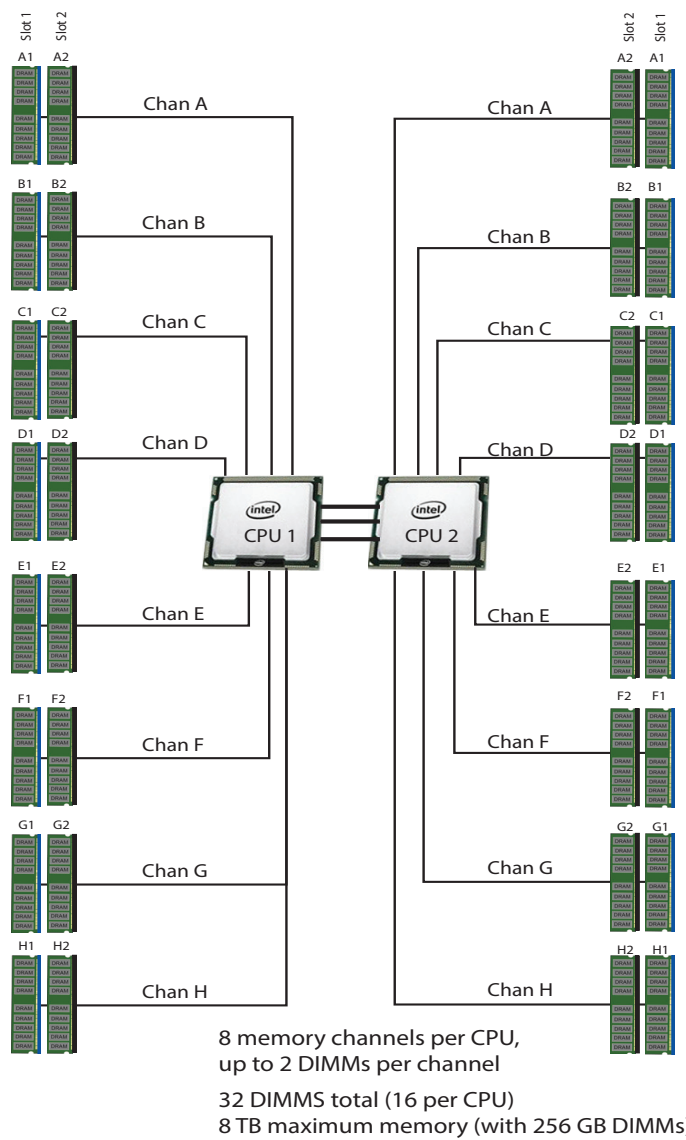 Slot 1
Slot 2
Slot 2
Slot 1
A1 A2
A2 A1
DRAM
Chan A
Chan A
B1 B2
B2 B1
Chan B
Chan B
C1 C2
C2 C1
Chan C
Chan C
D1 D2
D2 D1
Chan D
Chan D
intel
CPU 1
intel
CPU 2
E1 E2
E2 E1
Chan E
Chan E
F1 F2
F2 F1
Chan F
Chan F
G1 G2
G2 G1
Chan G
Chan G
H1 H2
H2 H1
Chan H
Chan H
8 memory channels per CPU,
up to 2 DIMMs per channel
32 DIMMS total (16 per CPU)
8 TB maximum memory (with 256 GB DIMMs)